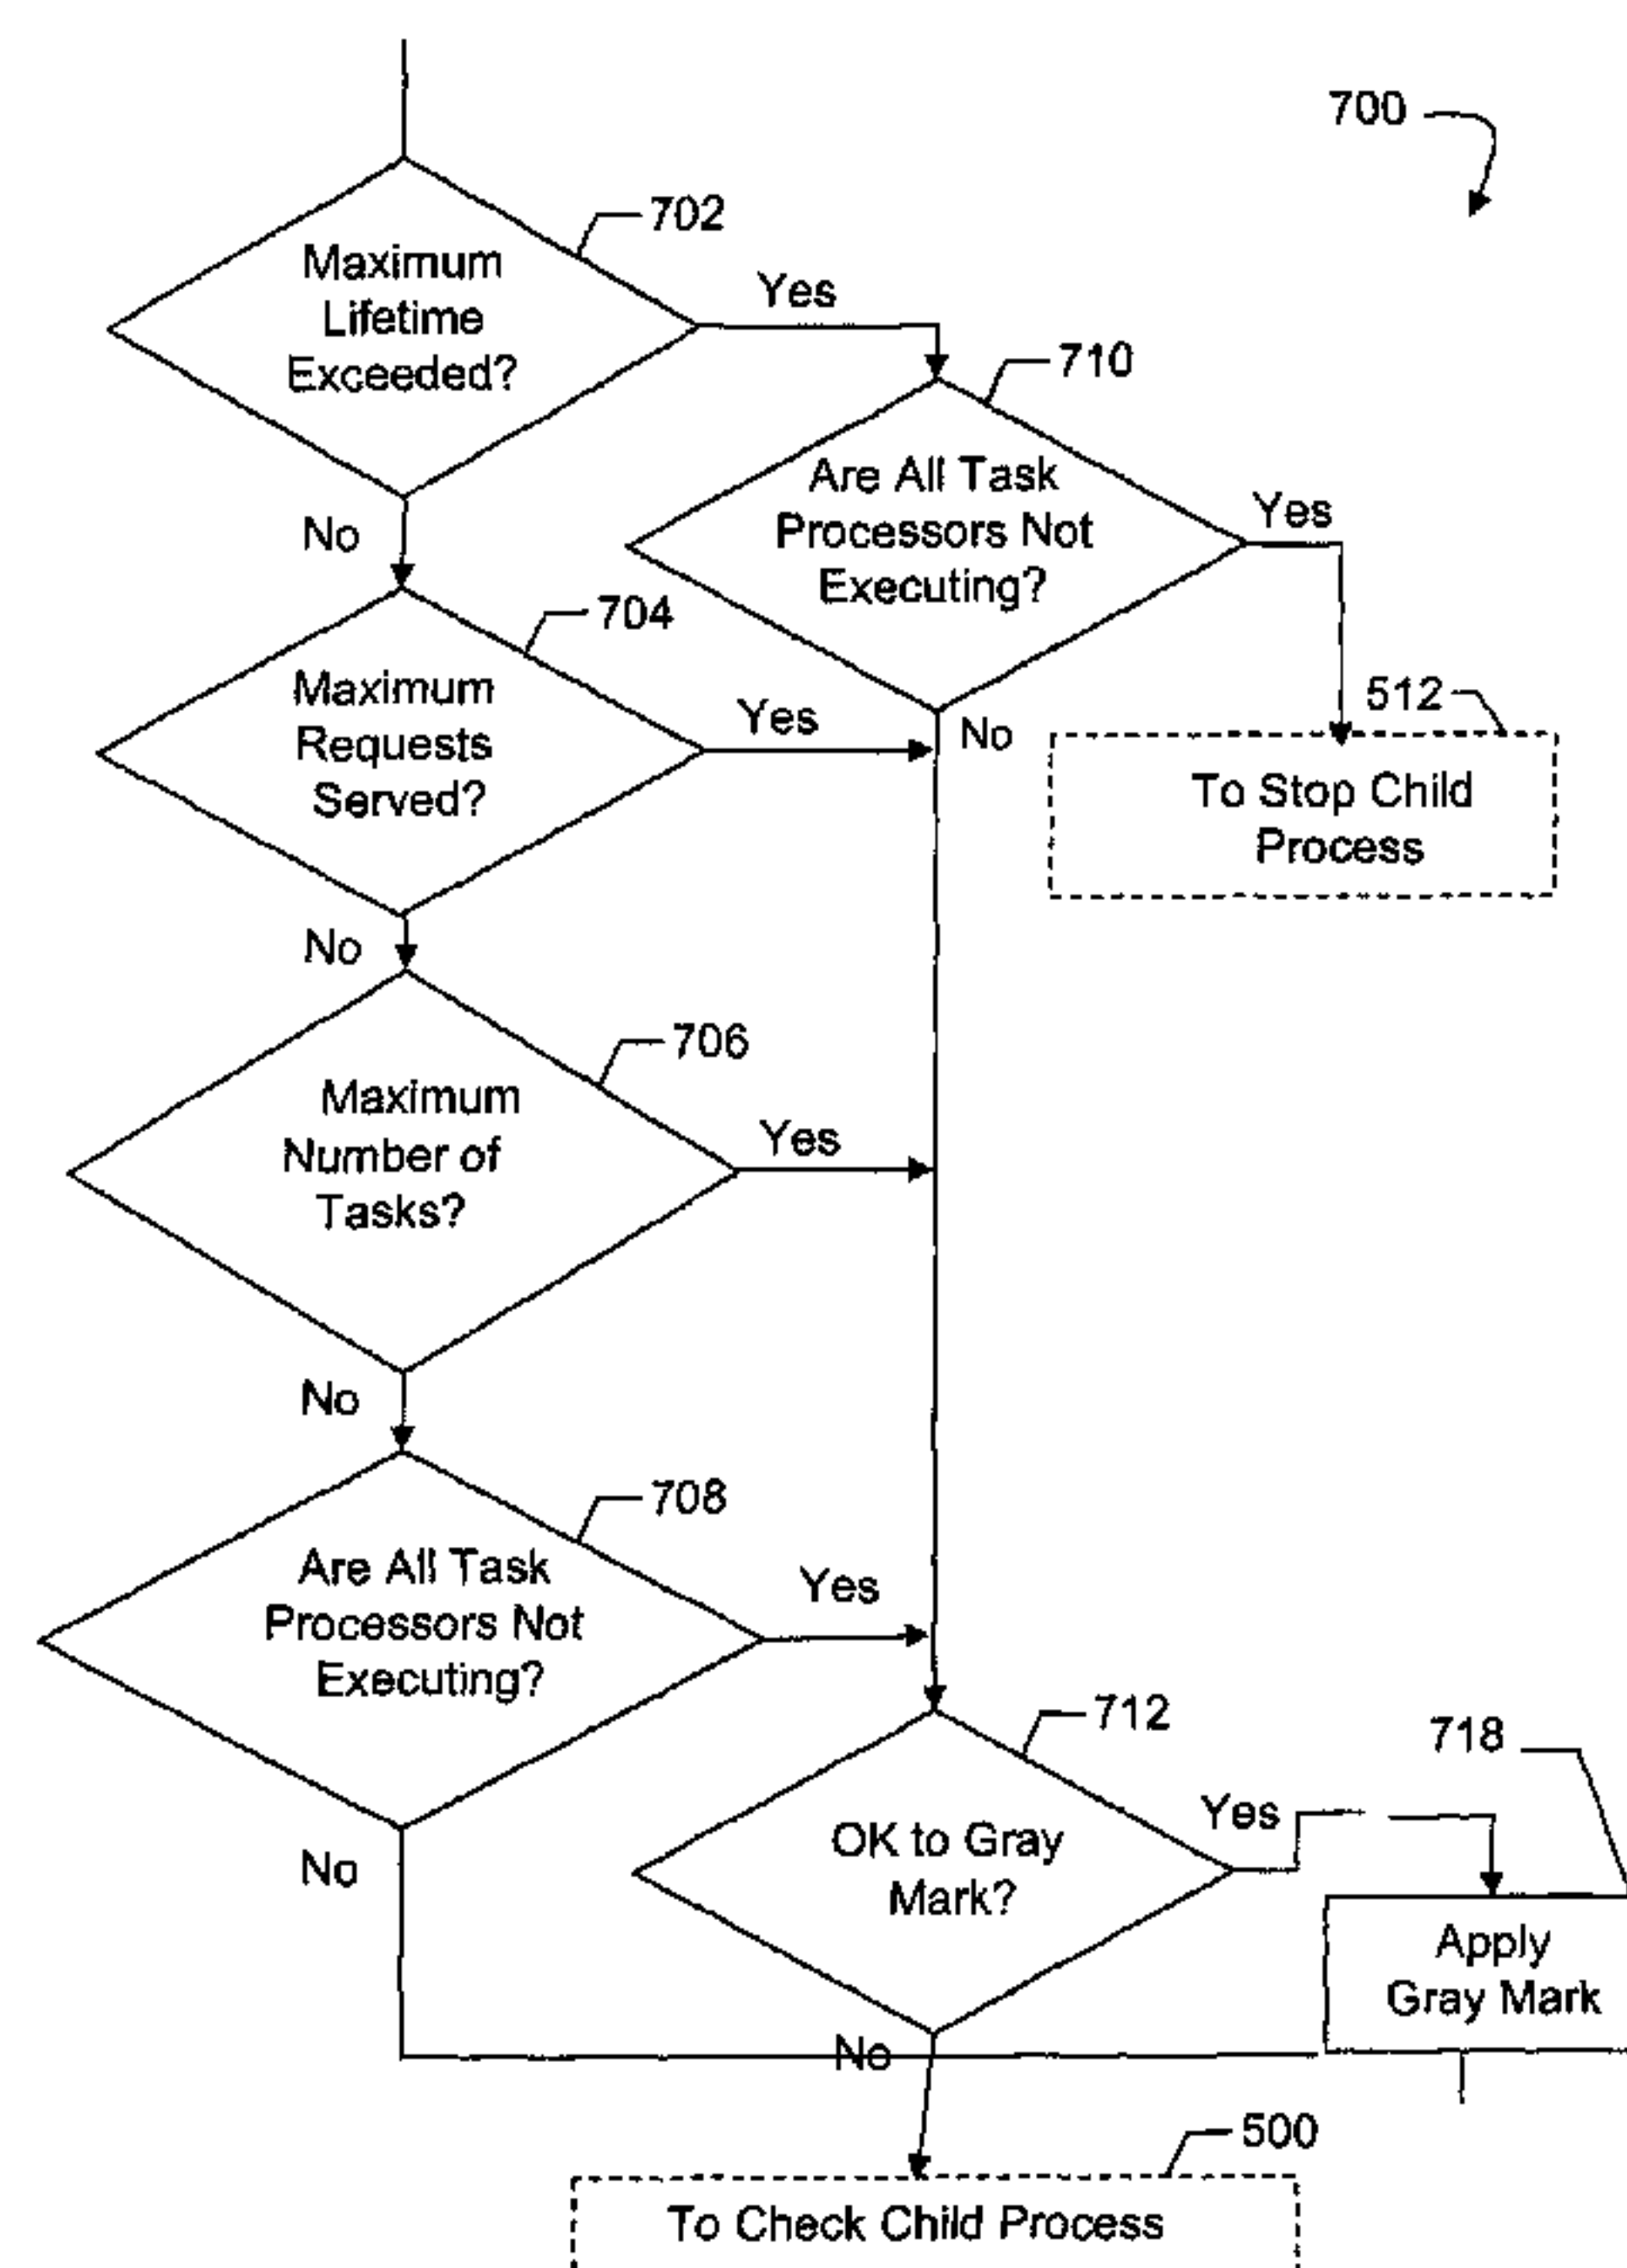 700
702
Maximum
Lifetime
Exceeded?
Yes
710
Are All Task
Processors Not
Executing?
Yes
No
704
Maximum
Requests
Served?
Yes
No
512
To Stop Child
Process
No
706
Maximum
Number of
Tasks?
Yes
No
708
Are All Task
Processors Not
Executing?
Yes
No
712
OK to Gray
Mark?
Yes
718
Apply
Gray Mark
No
500
To Check Child Process